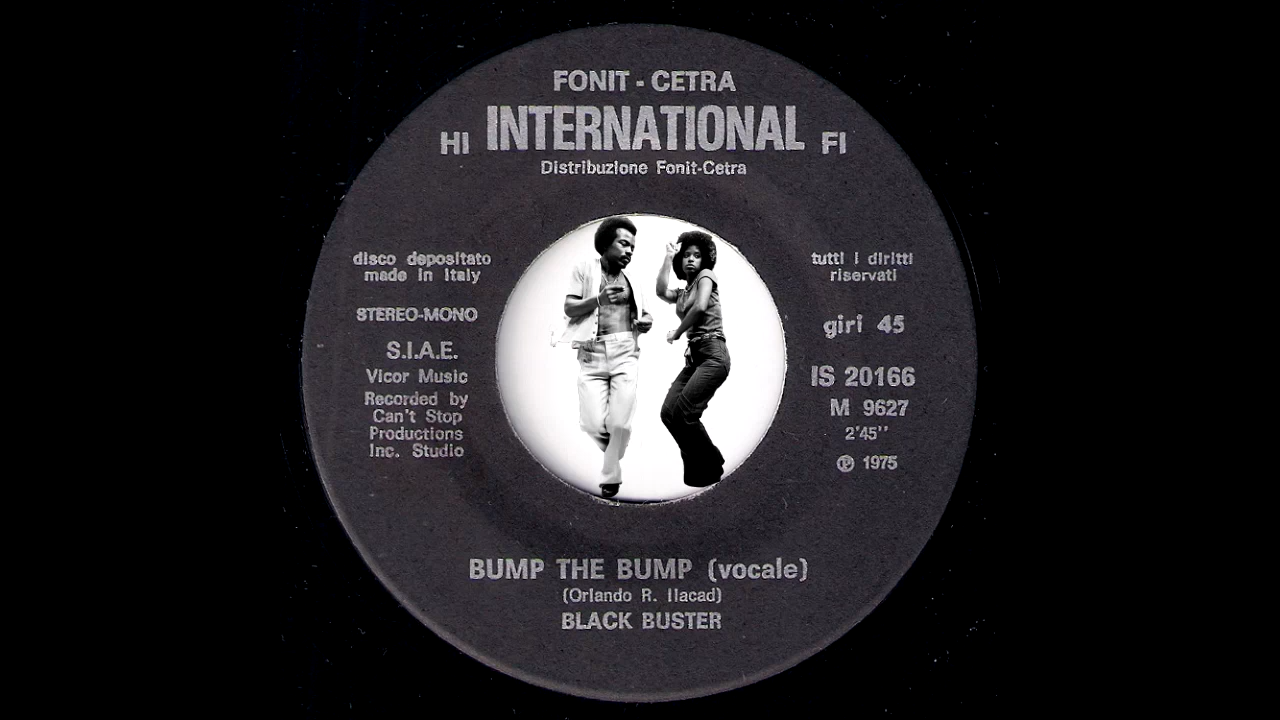 FONIT - CETRA
HI INTERNATIONAL FI
Distribuzione Fonit-Cetra
disco depositato
made in Italy
STEREO-MONO
S.I.A.E.
Vicor Music
Recorded by
Can't Stop
Productions
Inc. Studio
tutti i diritti
riservati
giri 45
IS 20166
M 9627
2'45''
℗ 1975
BUMP THE BUMP (vocale)
(Orlando R. Ilacad)
BLACK BUSTER